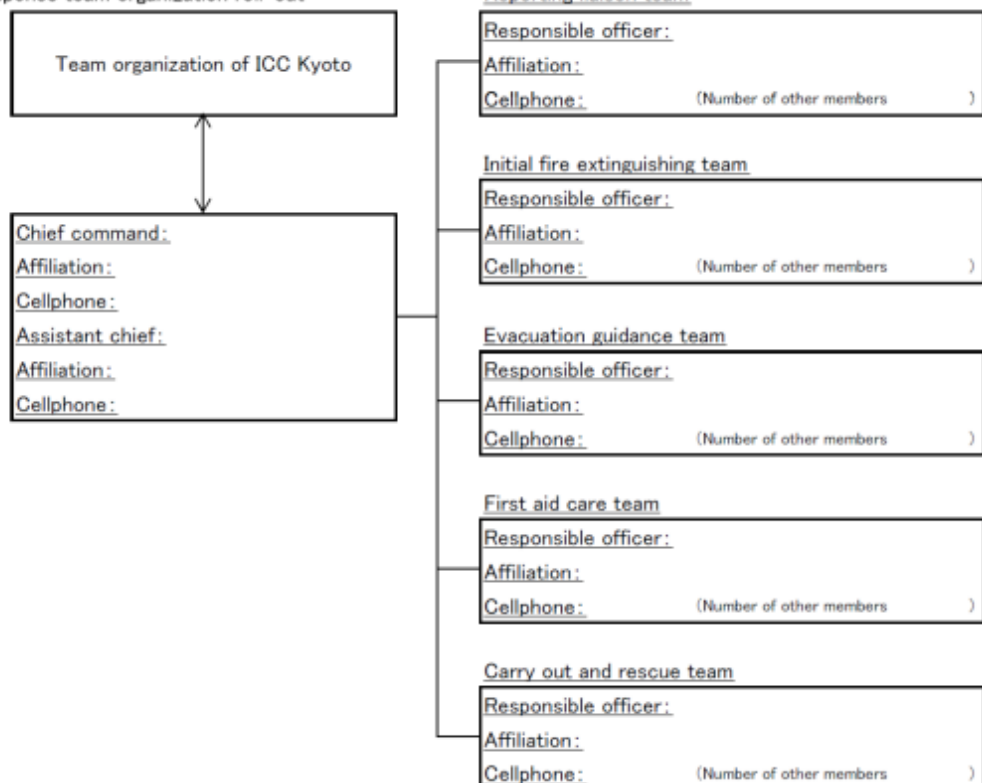 team organization
Team organization of ICC Kyoto
Chief command:
Affiliation:
Cellphone:
Assistant chief:
Affiliation:
Cellphone:
Responsible officer:
Affiliation:
Cellphone: (Number of other members )
Initial fire extinguishing team
Responsible officer:
Affiliation:
Cellphone: (Number of other members )
Evacuation guidance team
Responsible officer:
Affiliation:
Cellphone: (Number of other members )
First aid care team
Responsible officer:
Affiliation:
Cellphone: (Number of other members )
Carry out and rescue team
Responsible officer:
Affiliation:
Cellphone: (Number of other members )